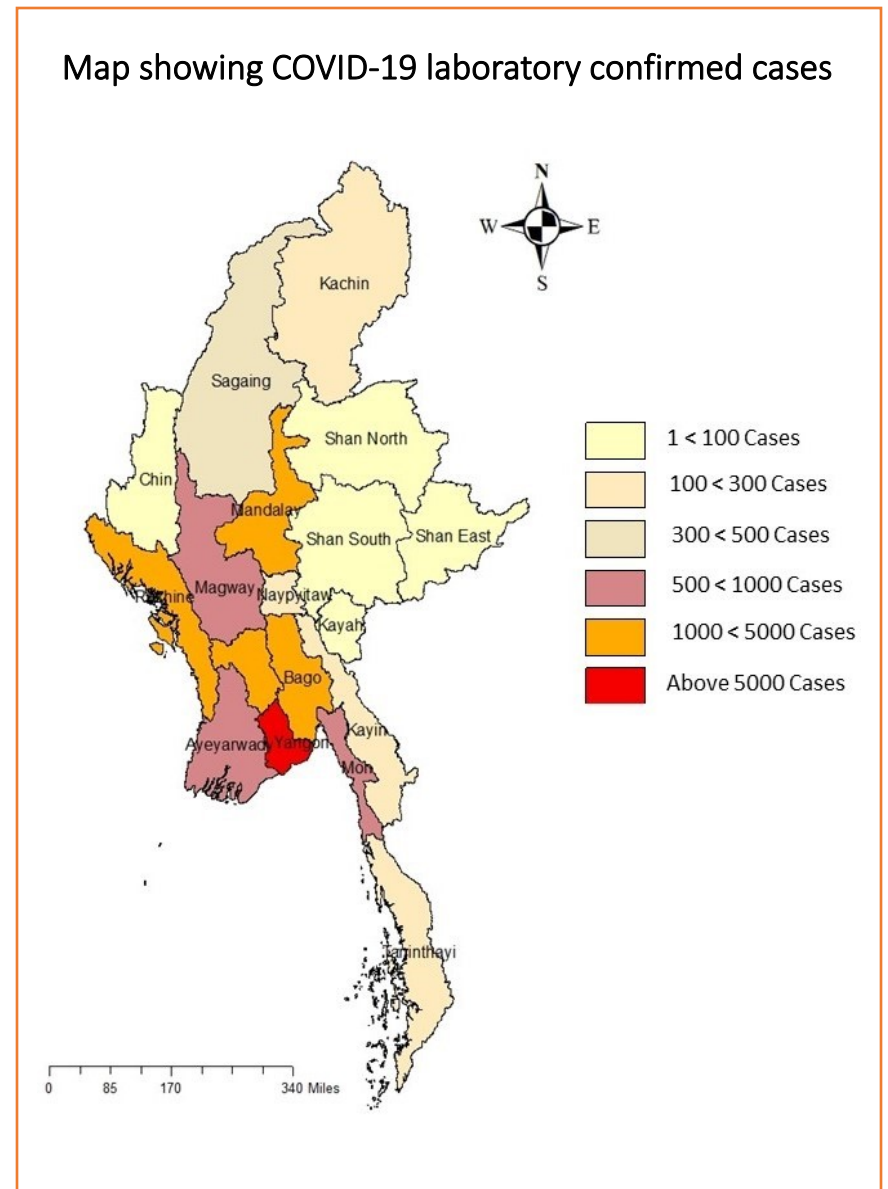 Map showing COVID-19 laboratory confirmed cases
N
W
E
S
Kachin
Sagaing
Shan North
Chin
Mandalay
Shan South
Shan East
Magway
Naypyitaw
Rakhine
Kayah
Bago
Kayin
Ayeyarwady
Yangon
Mon
Taninthayi
1 < 100 Cases
100 < 300 Cases
300 < 500 Cases
500 < 1000 Cases
1000 < 5000 Cases
Above 5000 Cases
0 85 170 340 Miles